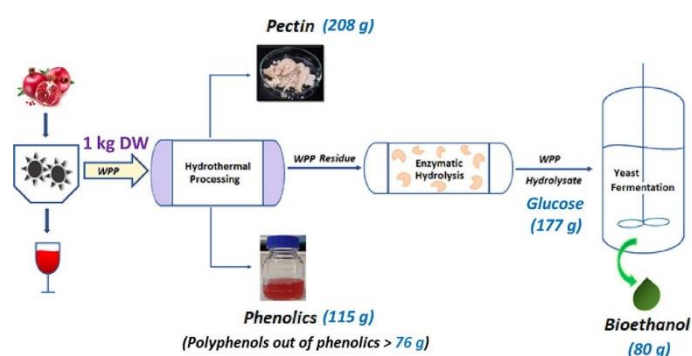 Pectin (208 g)
1 kg DW
WPP
Hydrothermal
Processing
WPP Residue
Enzymatic
Hydrolysis
WPP
Hydrolysate
Glucose
(177 g)
Yeast
Fermentation
Phenolics (115 g)
(Polyphenols out of phenolics > 76 g)
Bioethanol
(80 g)